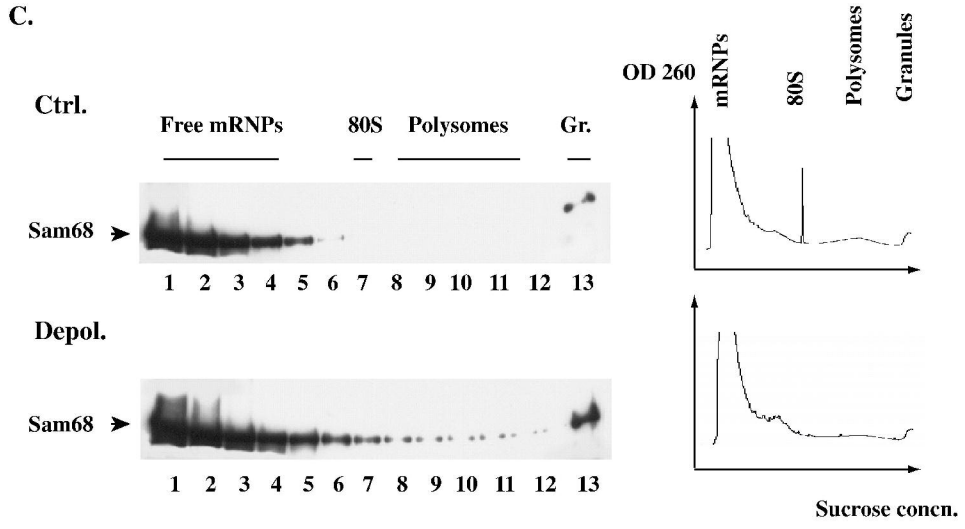 C.
Ctrl.
Free mRNPs 80S Polysomes Gr.
Sam68
1 2 3 4 5 6 7 8 9 10 11 12 13
Depol.
Sam68
1 2 3 4 5 6 7 8 9 10 11 12 13
OD 260
mRNPs
80S
Polysomes
Granules
Sucrose concn.